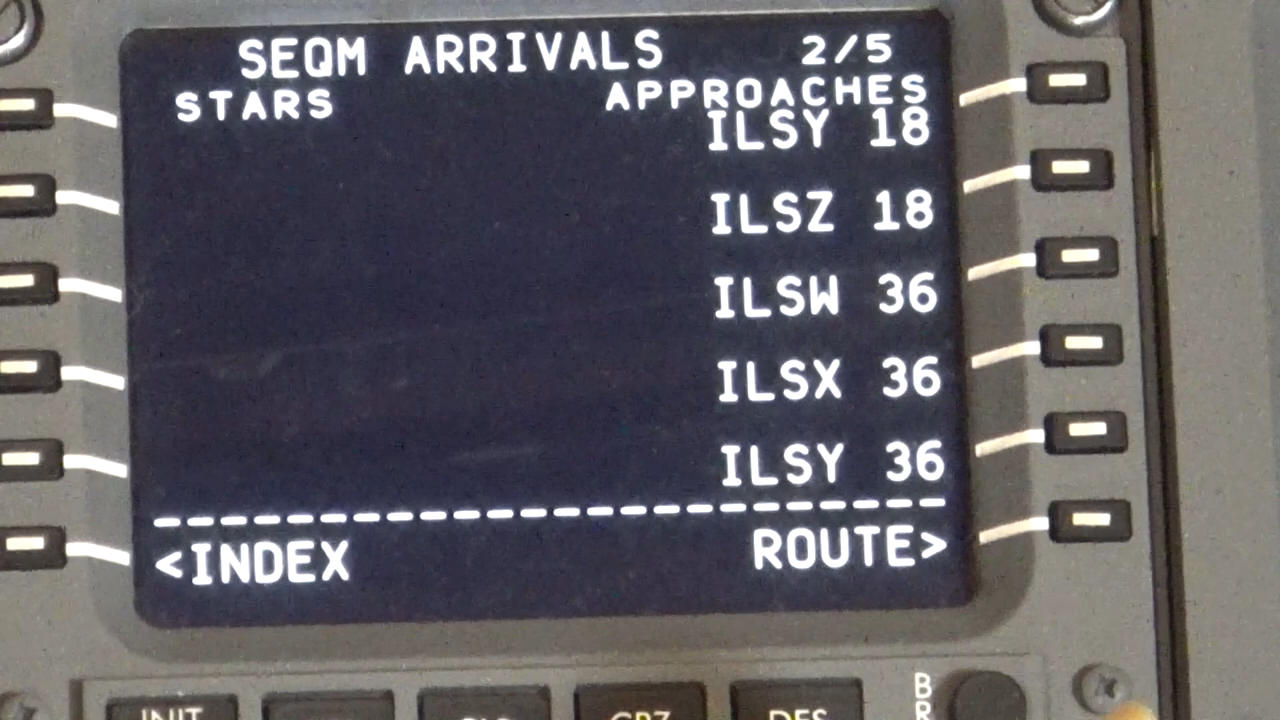 SEQM ARRIVALS 2/5
STARS APPROACHES
ILSY 18
ILSZ 18
ILSW 36
ILSX 36
ILSY 36
<INDEX ROUTE>
INIT DES